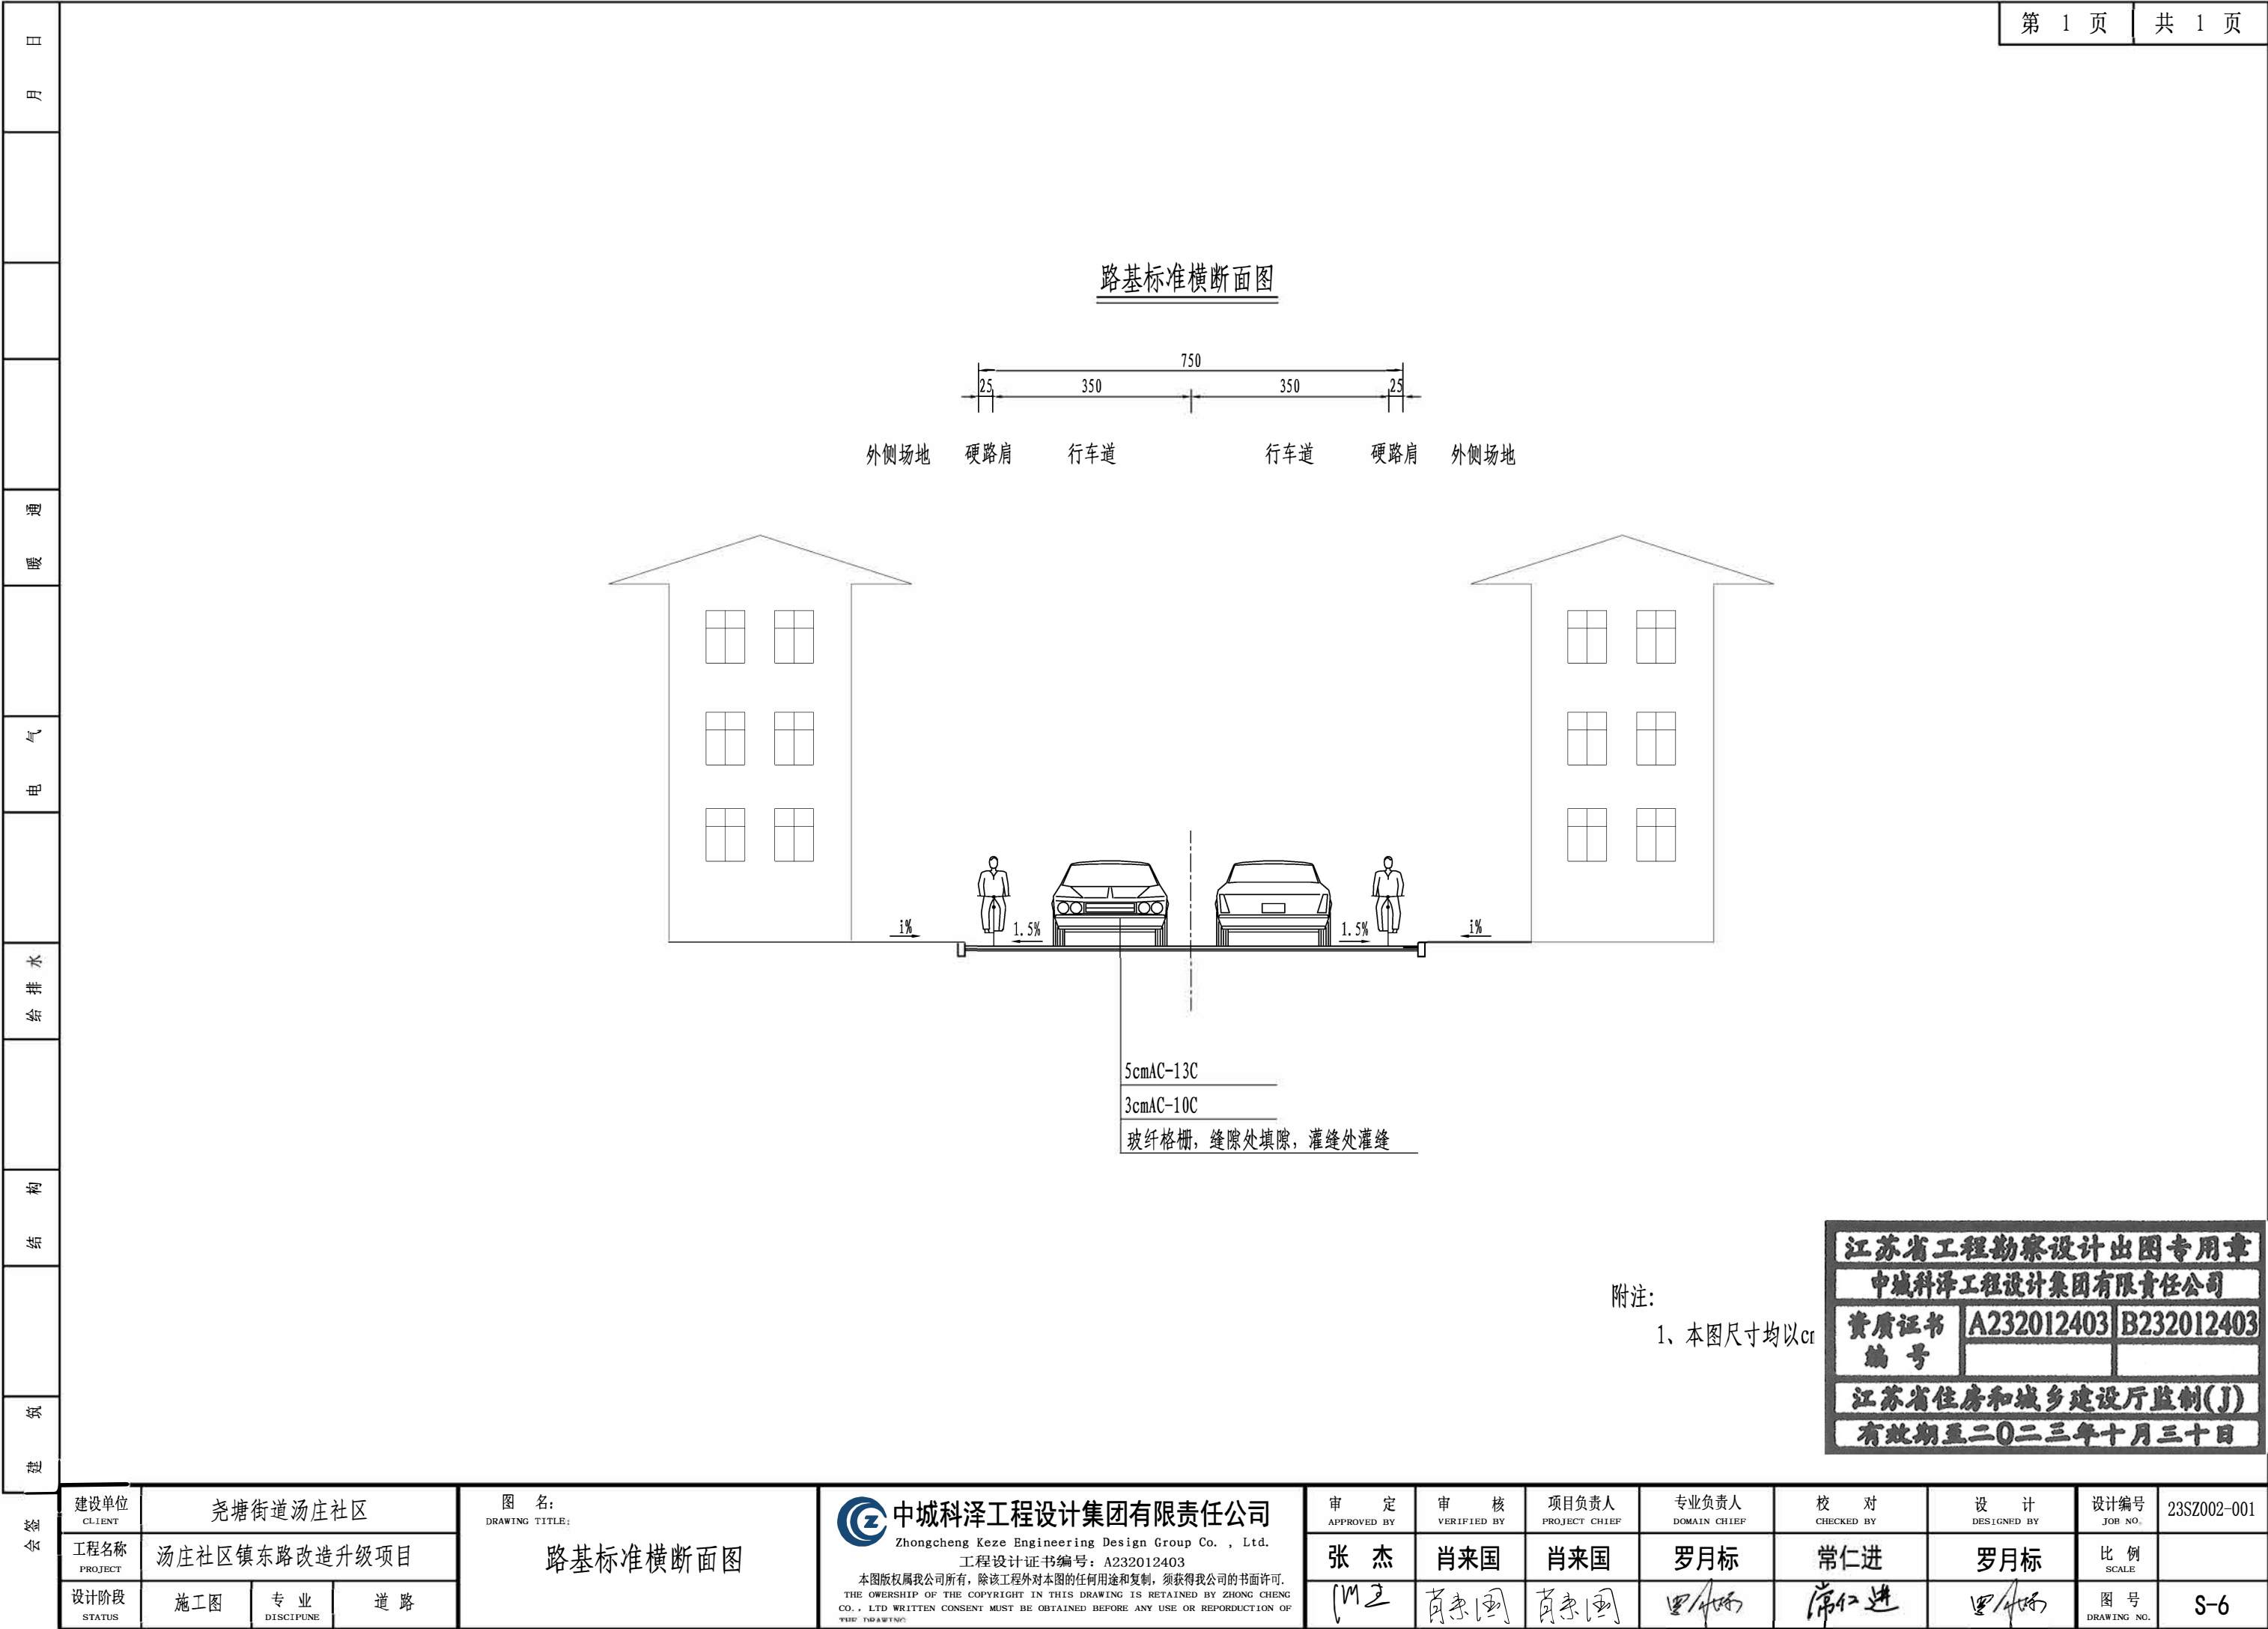 第 1 页 共 1 页
日 月
路基标准横断面图
750
25 350 350 25
外侧场地 硬路肩 行车道 行车道 硬路肩 外侧场地
暖 通
电 气
给 排 水
结 构
建 筑
会签
i% 1.5% 1.5% i%
5cmAC-13C
3cmAC-10C
玻纤格栅，缝隙处填隙，灌缝处灌缝
附注：
1、本图尺寸均以c
江苏省工程勘察设计出图专用章
中城科泽工程设计集团有限责任公司
资质证书编号 A232012403 B232012403
江苏省住房和城乡建设厅监制(J)
有效期至二〇二三年十月三十日
建设单位 CLIENT 尧塘街道汤庄社区
工程名称 PROJECT 汤庄社区镇东路改造升级项目
设计阶段 STATUS 施工图 专 业 DISCIPUNE 道 路
图 名：
DRAWING TITLE:
路基标准横断面图
中城科泽工程设计集团有限责任公司
Zhongcheng Keze Engineering Design Group Co. , Ltd.
工程设计证书编号：A232012403
本图版权属我公司所有，除该工程外对本图的任何用途和复制，须获得我公司的书面许可.
THE OWERSHIP OF THE COPYRIGHT IN THIS DRAWING IS RETAINED BY ZHONG CHENG
CO. , LTD WRITTEN CONSENT MUST BE OBTAINED BEFORE ANY USE OR REPORDUCTION OF
THE DRAWING
审 定 APPROVED BY 张 杰
审 核 VERIFIED BY 肖来国 肖来国
项目负责人 PROJECT CHIEF 肖来国 肖来国
专业负责人 DOMAIN CHIEF 罗月标 罗月标
校 对 CHECKED BY 常仁进 常仁进
设 计 DESIGNED BY 罗月标 罗月标
设计编号 JOB NO. 23SZ002-001
比 例 SCALE
图 号 DRAWING NO. S-6